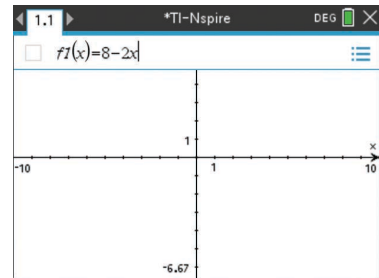 1.1 *TI-Nspire DEG
f1(x)=8-2x
1
x
-10 1 10
-6.67